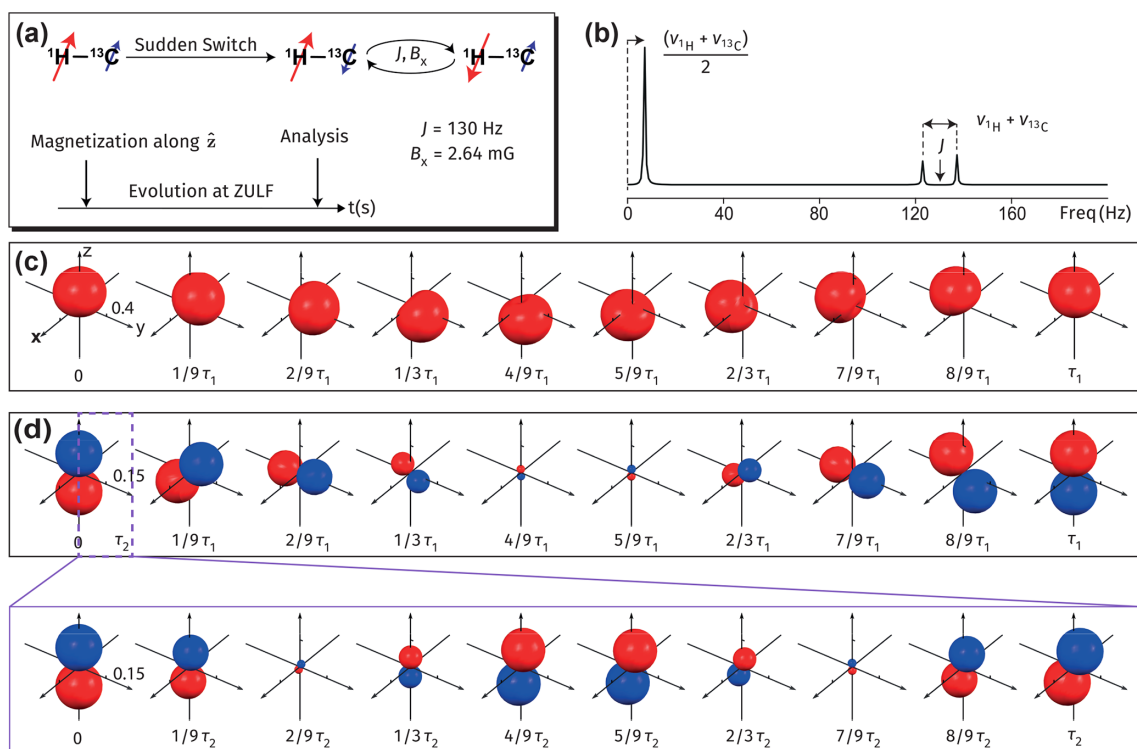 (a)
¹H–¹³C Sudden Switch ¹H–¹³C J, Bₓ ¹H–¹³C
Magnetization along ẑ Analysis J = 130 Hz
Bₓ = 2.64 mG
Evolution at ZULF t(s)
(b)
(ν₁H + ν₁₃C)
2
ν₁H + ν₁₃C
J
0 40 80 120 160 Freq (Hz)
(c)
z
0.4
x y
0 1/9 τ₁ 2/9 τ₁ 1/3 τ₁ 4/9 τ₁ 5/9 τ₁ 2/3 τ₁ 7/9 τ₁ 8/9 τ₁ τ₁
(d)
0.15
0 τ₂ 1/9 τ₁ 2/9 τ₁ 1/3 τ₁ 4/9 τ₁ 5/9 τ₁ 2/3 τ₁ 7/9 τ₁ 8/9 τ₁ τ₁
0.15
0 1/9 τ₂ 2/9 τ₂ 1/3 τ₂ 4/9 τ₂ 5/9 τ₂ 2/3 τ₂ 7/9 τ₂ 8/9 τ₂ τ₂